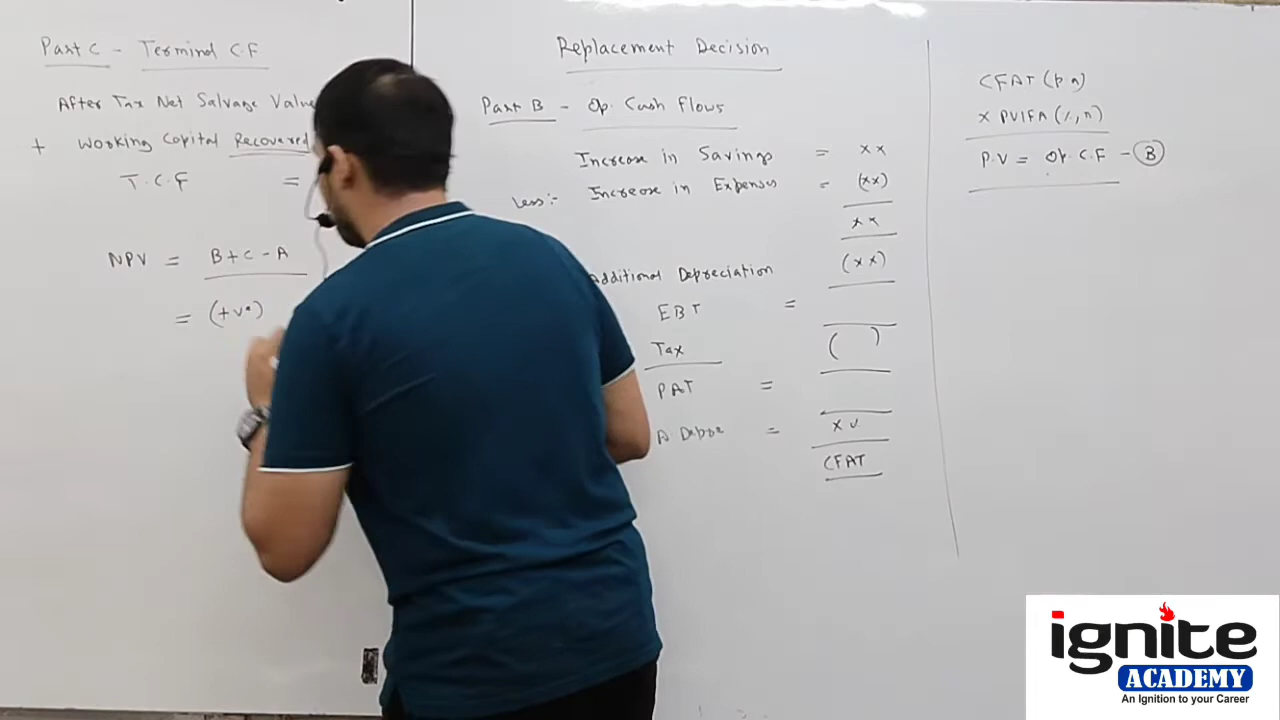 Part C - Terminal C.F
After Tax Net Salvage Value
+ Working Capital Recovered
T.C.F =
NPV = B + C - A
= (+ve)
Replacement Decision
Part B - Op. Cash flows
Increase in Savings = xx
Less:- Increase in Expenses = (xx)
xx
Additional Depreciation (xx)
EBT =
Tax ( )
PAT =
A Depre = xx
CFAT
CFAT (p.a)
x PVIFA (%, n)
P.V = Op. C.F - B
ignite
ACADEMY
An Ignition to your Career